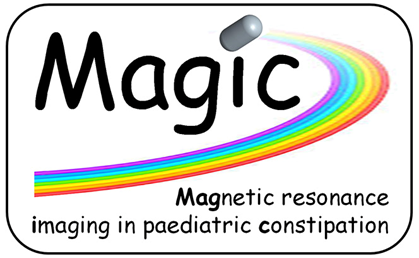 Magic
Magnetic resonance
imaging in paediatric constipation